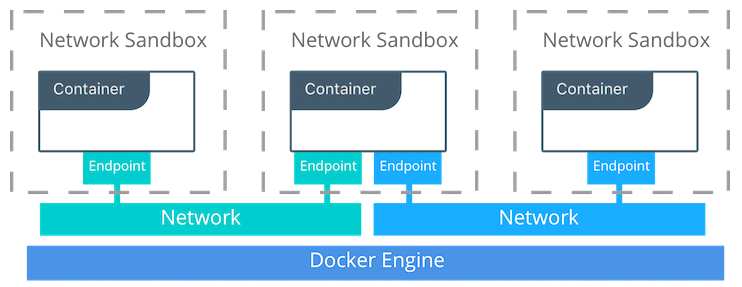 Network Sandbox
Network Sandbox
Network Sandbox
Container
Container
Container
Endpoint
Endpoint
Endpoint
Endpoint
Network
Network
Docker Engine